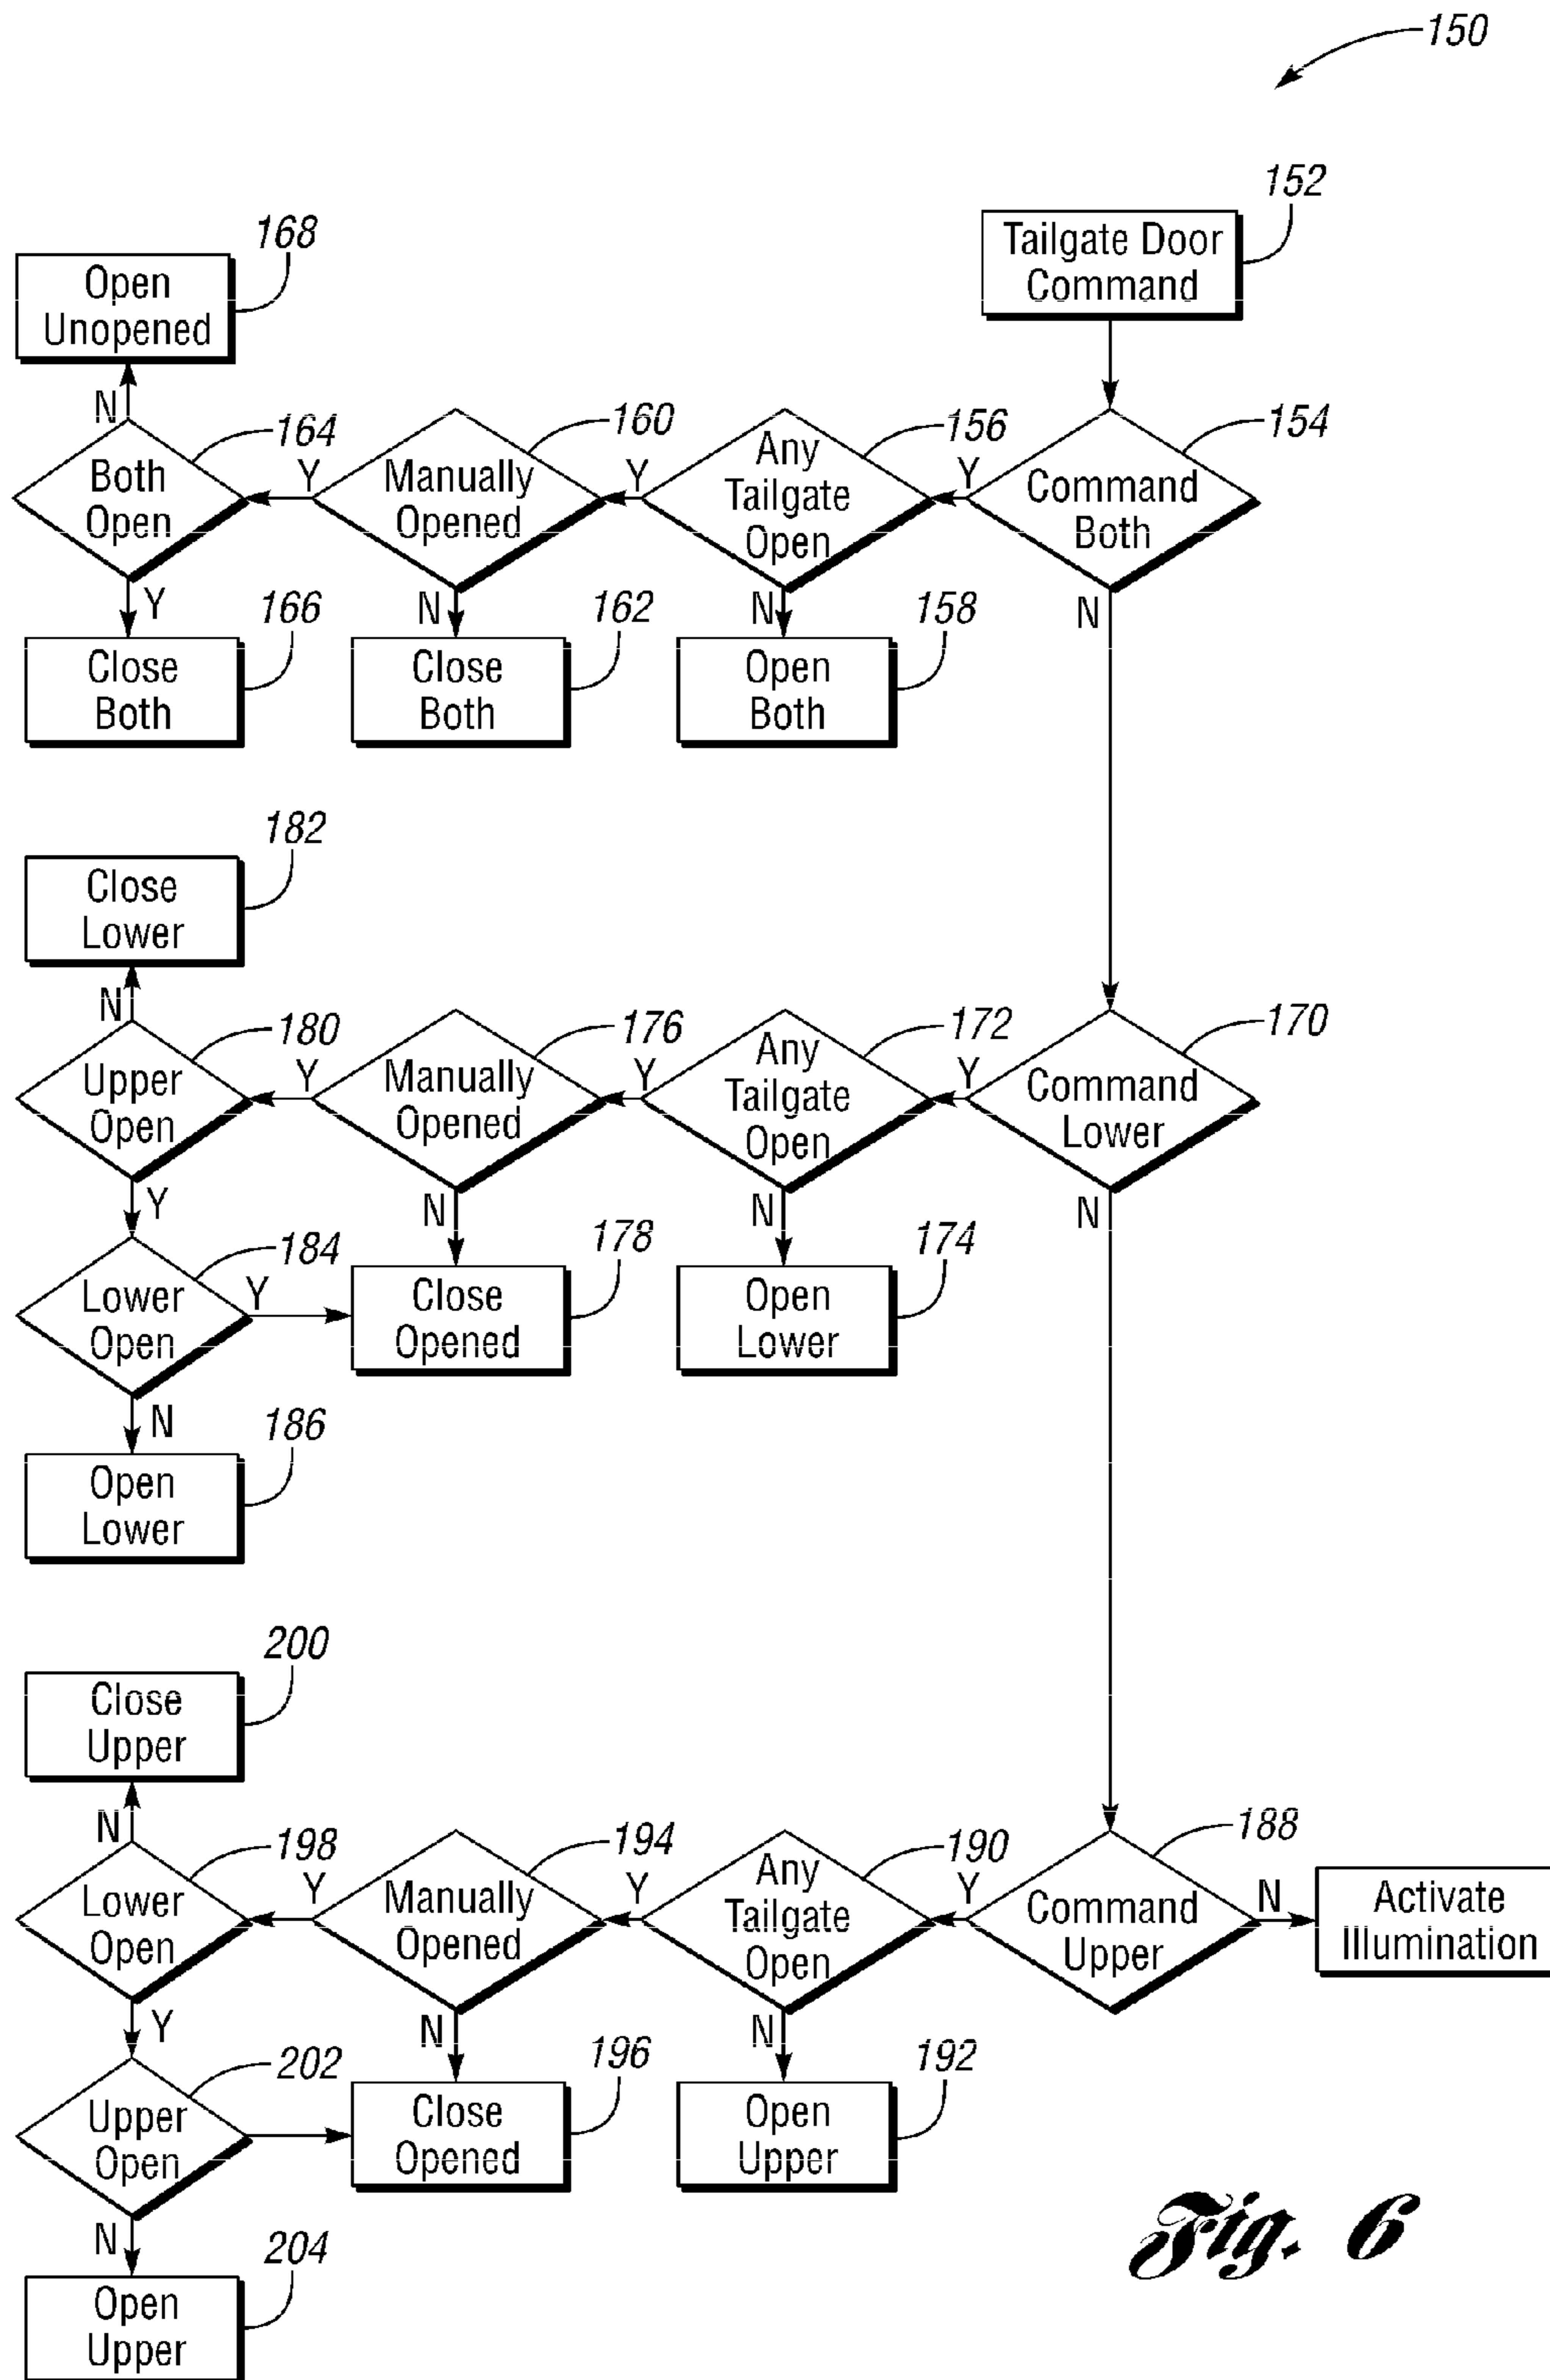 150
152
Tailgate Door
Command
168
Open
Unopened
N
164
Both
Open
Y
160
Manually
Opened
Y
156
Any
Tailgate
Open
Y
154
Command
Both
Y
166
Close
Both
N
162
Close
Both
N
158
Open
Both
N
182
Close
Lower
N
180
Upper
Open
Y
176
Manually
Opened
Y
172
Any
Tailgate
Open
Y
170
Command
Lower
Y
184
Lower
Open
Y
N
178
Close
Opened
N
174
Open
Lower
N
N
186
Open
Lower
200
Close
Upper
N
198
Lower
Open
Y
194
Manually
Opened
Y
190
Any
Tailgate
Open
Y
188
Command
Upper
N
Activate
Illumination
Y
202
Upper
Open
N
196
Close
Opened
N
192
Open
Upper
N
204
Open
Upper
Fig. 6